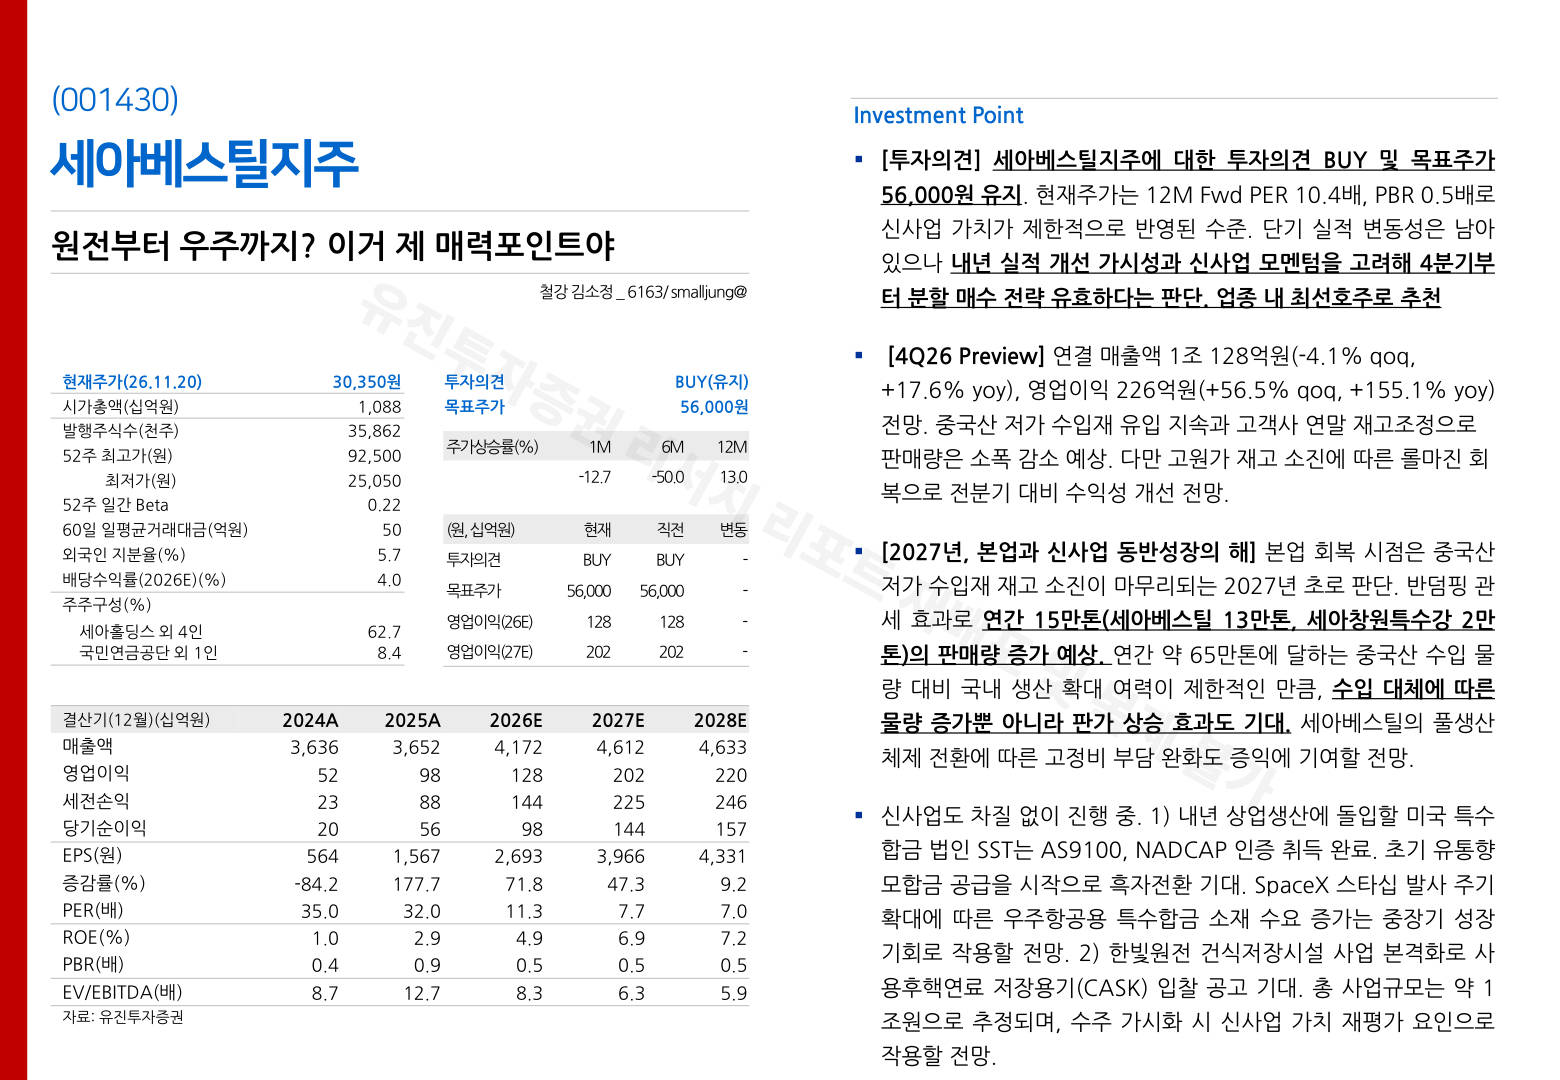 (001430)
세아베스틸지주
원전부터 우주까지? 이거 제 매력포인트야
철강 김소정 _ 6163/ smalljung@
현재주가(26.11.20) 30,350원
시가총액(십억원) 1,088
발행주식수(천주) 35,862
52주 최고가(원) 92,500
최저가(원) 25,050
52주 일간 Beta 0.22
60일 일평균거래대금(억원) 50
외국인 지분율(%) 5.7
배당수익률(2026E)(%) 4.0
주주구성(%)
세아홀딩스 외 4인 62.7
국민연금공단 외 1인 8.4
투자의견 BUY(유지)
목표주가 56,000원
주가상승률(%) 1M 6M 12M
-12.7 -50.0 13.0
(원, 십억원) 현재 직전 변동
투자의견 BUY BUY -
목표주가 56,000 56,000 -
영업이익(26E) 128 128 -
영업이익(27E) 202 202 -
결산기(12월)(십억원) 2024A 2025A 2026E 2027E 2028E
매출액 3,636 3,652 4,172 4,612 4,633
영업이익 52 98 128 202 220
세전손익 23 88 144 225 246
당기순이익 20 56 98 144 157
EPS(원) 564 1,567 2,693 3,966 4,331
증감률(%) -84.2 177.7 71.8 47.3 9.2
PER(배) 35.0 32.0 11.3 7.7 7.0
ROE(%) 1.0 2.9 4.9 6.9 7.2
PBR(배) 0.4 0.9 0.5 0.5 0.5
EV/EBITDA(배) 8.7 12.7 8.3 6.3 5.9
자료: 유진투자증권
Investment Point
▪ [투자의견] 세아베스틸지주에 대한 투자의견 BUY 및 목표주가
56,000원 유지. 현재주가는 12M Fwd PER 10.4배, PBR 0.5배로
신사업 가치가 제한적으로 반영된 수준. 단기 실적 변동성은 남아
있으나 내년 실적 개선 가시성과 신사업 모멘텀을 고려해 4분기부
터 분할 매수 전략 유효하다는 판단. 업종 내 최선호주로 추천
▪ [4Q26 Preview] 연결 매출액 1조 128억원(-4.1% qoq,
+17.6% yoy), 영업이익 226억원(+56.5% qoq, +155.1% yoy)
전망. 중국산 저가 수입재 유입 지속과 고객사 연말 재고조정으로
판매량은 소폭 감소 예상. 다만 고원가 재고 소진에 따른 롤마진 회
복으로 전분기 대비 수익성 개선 전망.
▪ [2027년, 본업과 신사업 동반성장의 해] 본업 회복 시점은 중국산
저가 수입재 재고 소진이 마무리되는 2027년 초로 판단. 반덤핑 관
세 효과로 연간 15만톤(세아베스틸 13만톤, 세아창원특수강 2만
톤)의 판매량 증가 예상. 연간 약 65만톤에 달하는 중국산 수입 물
량 대비 국내 생산 확대 여력이 제한적인 만큼, 수입 대체에 따른
물량 증가뿐 아니라 판가 상승 효과도 기대. 세아베스틸의 풀생산
체제 전환에 따른 고정비 부담 완화도 증익에 기여할 전망.
▪ 신사업도 차질 없이 진행 중. 1) 내년 상업생산에 돌입할 미국 특수
합금 법인 SST는 AS9100, NADCAP 인증 취득 완료. 초기 유통향
모합금 공급을 시작으로 흑자전환 기대. SpaceX 스타십 발사 주기
확대에 따른 우주항공용 특수합금 소재 수요 증가는 중장기 성장
기회로 작용할 전망. 2) 한빛원전 건식저장시설 사업 본격화로 사
용후핵연료 저장용기(CASK) 입찰 공고 기대. 총 사업규모는 약 1
조원으로 추정되며, 수주 가시화 시 신사업 가치 재평가 요인으로
작용할 전망.